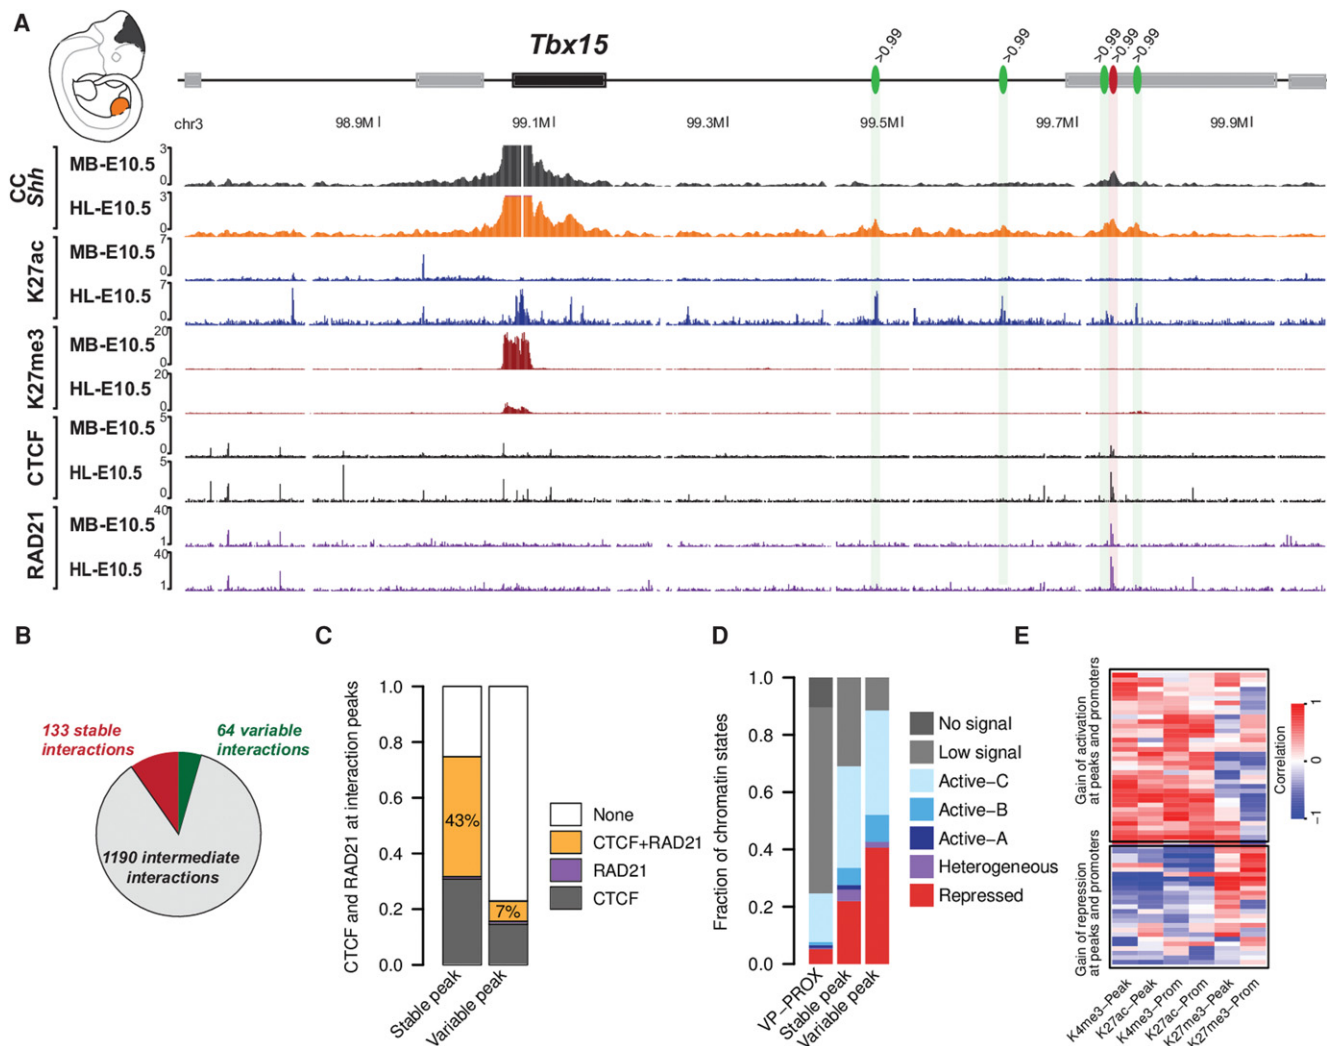 A
Tbx15
>0.99
>0.99
>0.99
>0.99
>0.99
chr3
98.9M
99.1M
99.3M
99.5M
99.7M
99.9M
CC
Shh
MB-E10.5
3
0
HL-E10.5
3
0
K27ac
MB-E10.5
7
0
HL-E10.5
7
0
K27me3
MB-E10.5
20
0
HL-E10.5
20
0
CTCF
MB-E10.5
5
0
HL-E10.5
5
0
RAD21
MB-E10.5
40
1
HL-E10.5
40
1
B
133 stable
interactions
64 variable
interactions
1190 intermediate
interactions
C
CTCF and RAD21 at interaction peaks
1.0
0.8
0.6
0.4
0.2
0.0
43%
7%
Stable peak
Variable peak
None
CTCF+RAD21
RAD21
CTCF
D
Fraction of chromatin states
1.0
0.8
0.6
0.4
0.2
0.0
VP−PROX
Stable peak
Variable peak
No signal
Low signal
Active−C
Active−B
Active−A
Heterogeneous
Repressed
E
Gain of activation
at peaks and promoters
Gain of repression
at peaks and promoters
1
0
−1
Correlation
K4me3−Peak
K27ac−Peak
K4me3−Prom
K27ac−Prom
K27me3−Peak
K27me3−Prom